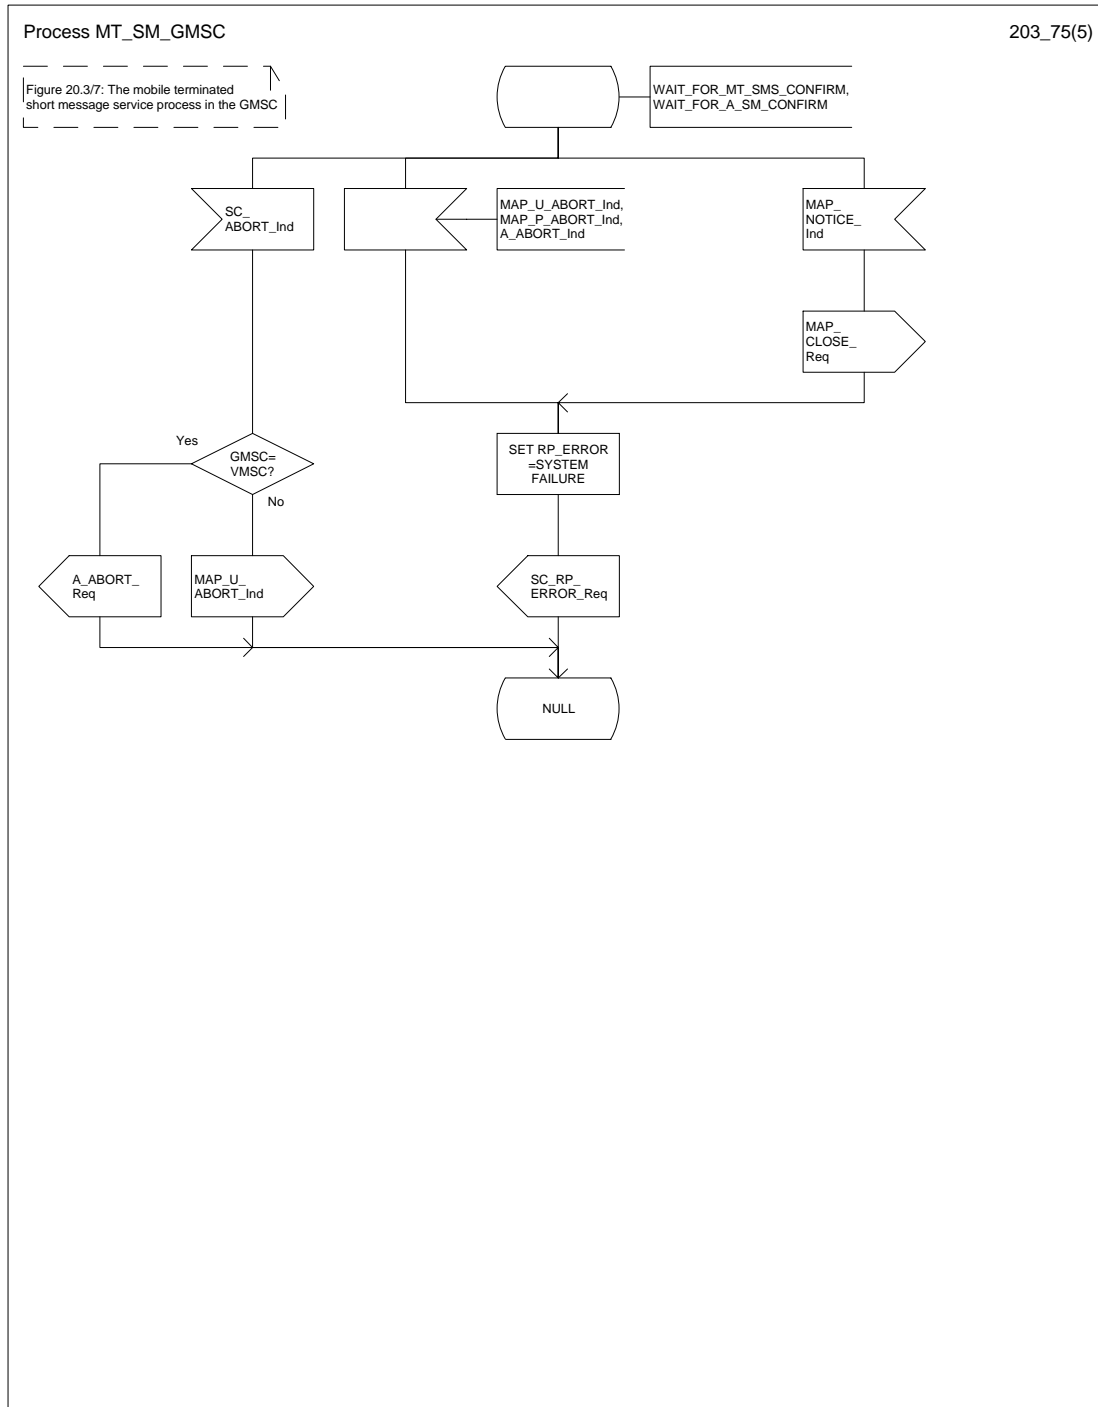 Process MT_SM_GMSC
203_75(5)
Figure 20.3/7: The mobile terminated
short message service process in the GMSC
WAIT_FOR_MT_SMS_CONFIRM,
WAIT_FOR_A_SM_CONFIRM
SC_
ABORT_Ind
MAP_U_ABORT_Ind,
MAP_P_ABORT_Ind,
A_ABORT_Ind
MAP_
NOTICE_
Ind
MAP_
CLOSE_
Req
Yes
GMSC=
VMSC?
No
SET RP_ERROR
=SYSTEM
FAILURE
A_ABORT_
Req
MAP_U_
ABORT_Ind
SC_RP_
ERROR_Req
NULL